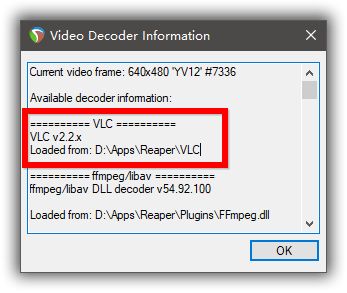 Video Decoder Information
Current video frame: 640x480 'YV12' #7336
Available decoder information:
========== VLC ==========
VLC v2.2.x
Loaded from: D:\Apps\Reaper\VLC
========== ffmpeg/libav ==========
ffmpeg/libav DLL decoder v54.92.100
Loaded from: D:\Apps\Reaper\Plugins\FFmpeg.dll
OK